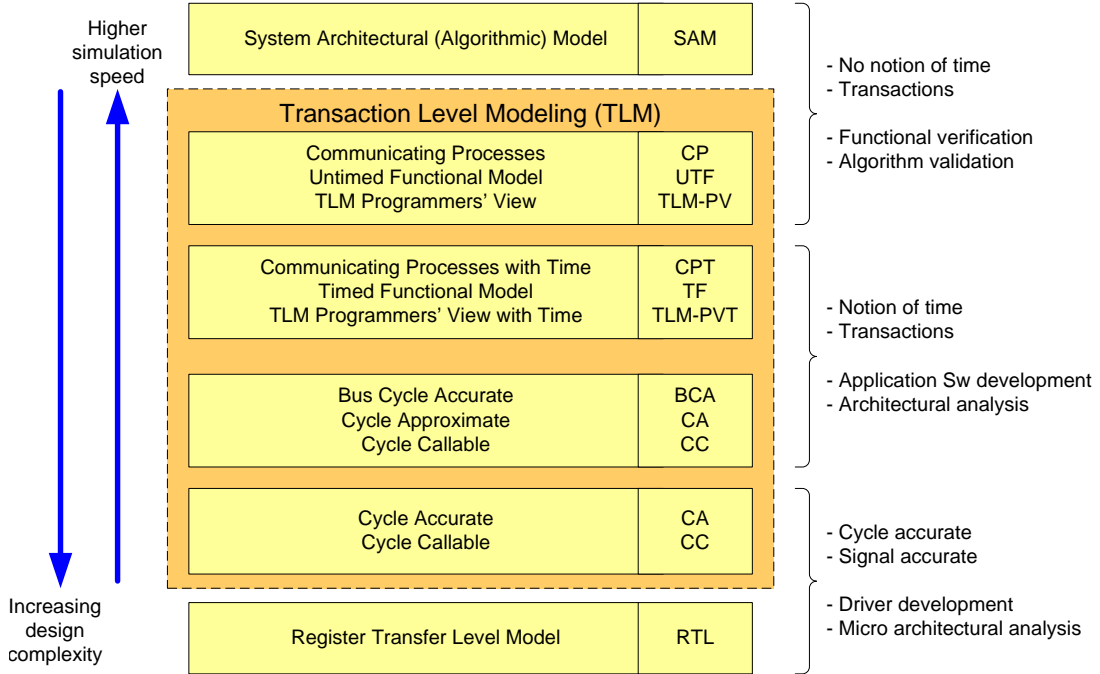 Higher
simulation
speed
System Architectural (Algorithmic) Model SAM
- No notion of time
- Transactions
- Functional verification
- Algorithm validation
Transaction Level Modeling (TLM)
Communicating Processes CP
Untimed Functional Model UTF
TLM Programmers' View TLM-PV
Communicating Processes with Time CPT
Timed Functional Model TF
TLM Programmers' View with Time TLM-PVT
- Notion of time
- Transactions
- Application Sw development
- Architectural analysis
Bus Cycle Accurate BCA
Cycle Approximate CA
Cycle Callable CC
Cycle Accurate CA
Cycle Callable CC
- Cycle accurate
- Signal accurate
- Driver development
- Micro architectural analysis
Increasing
design
complexity
Register Transfer Level Model RTL